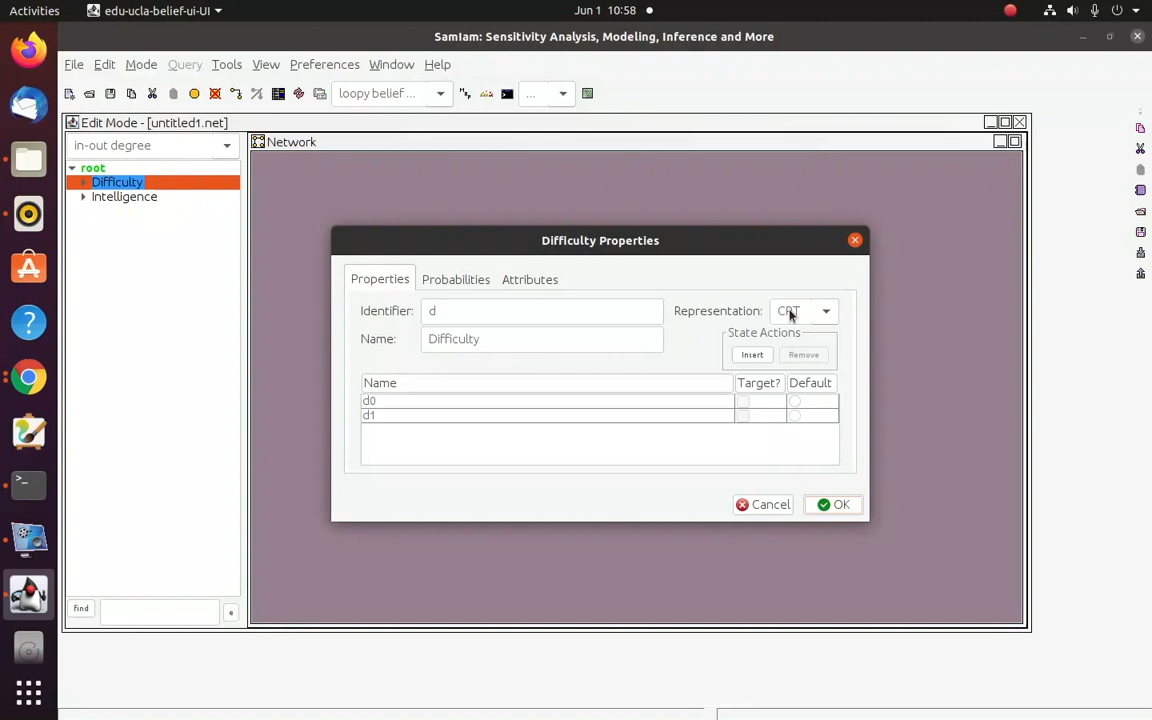 Activities
edu-ucla-belief-ui-UI
Jun 1 10:58
SamIam: Sensitivity Analysis, Modeling, Inference and More
File Edit Mode Query Tools View Preferences Window Help
loopy belief ...
...
Edit Mode - [untitled1.net]
in-out degree
Network
root
Difficulty
Intelligence
Difficulty Properties
Properties Probabilities Attributes
Identifier: d Representation: CPT
Name: Difficulty
State Actions
Insert Remove
Name Target? Default
d0
d1
Cancel OK
find
e